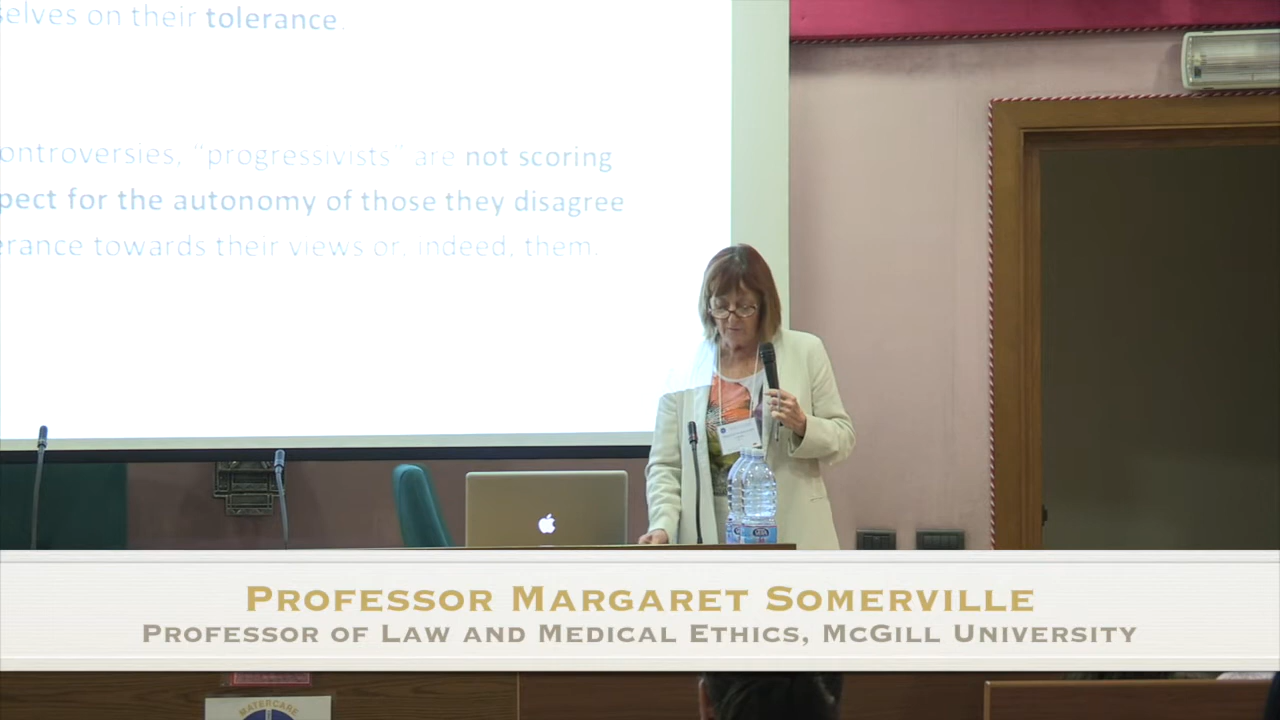 selves on their tolerance.
ontroversies, "progressivists" are not scoring
pect for the autonomy of those they disagree
erance towards their views or, indeed, them.
PROFESSOR MARGARET SOMERVILLE
PROFESSOR OF LAW AND MEDICAL ETHICS, MCGILL UNIVERSITY
MATERCARE